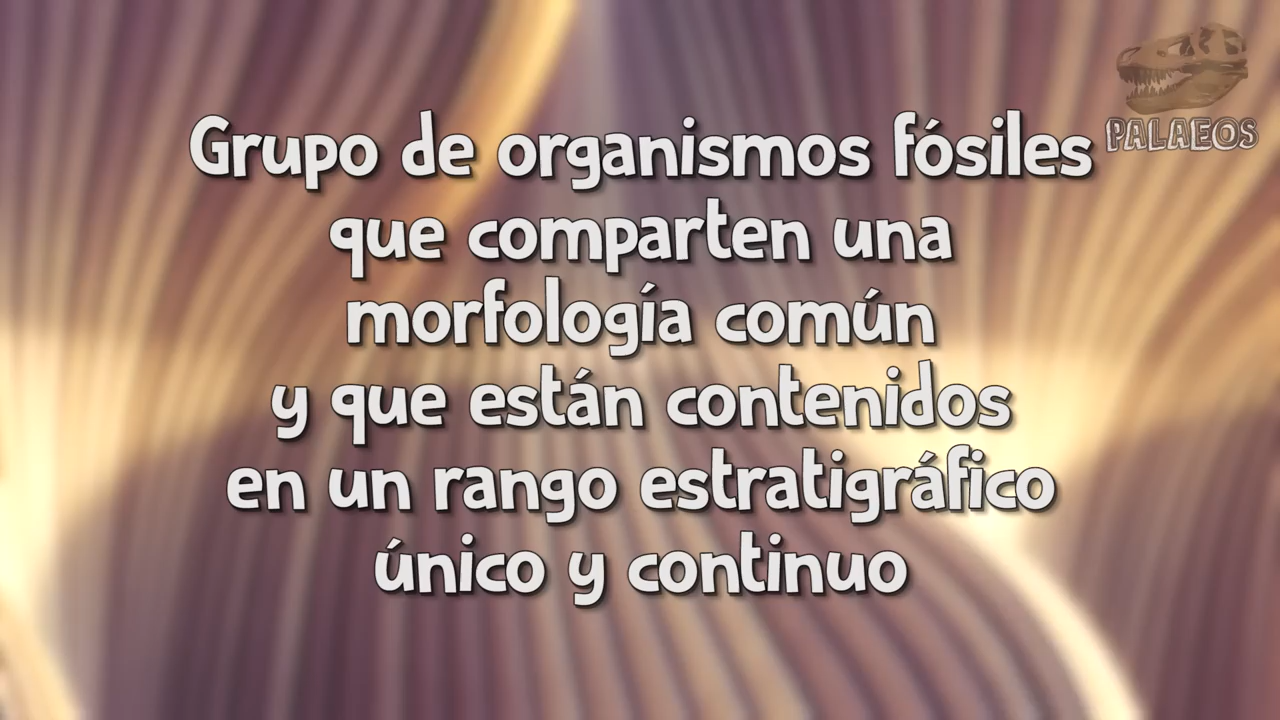 Grupo de organismos fósiles
que comparten una
morfología común
y que están contenidos
en un rango estratigráfico
único y continuo
PALAEOS